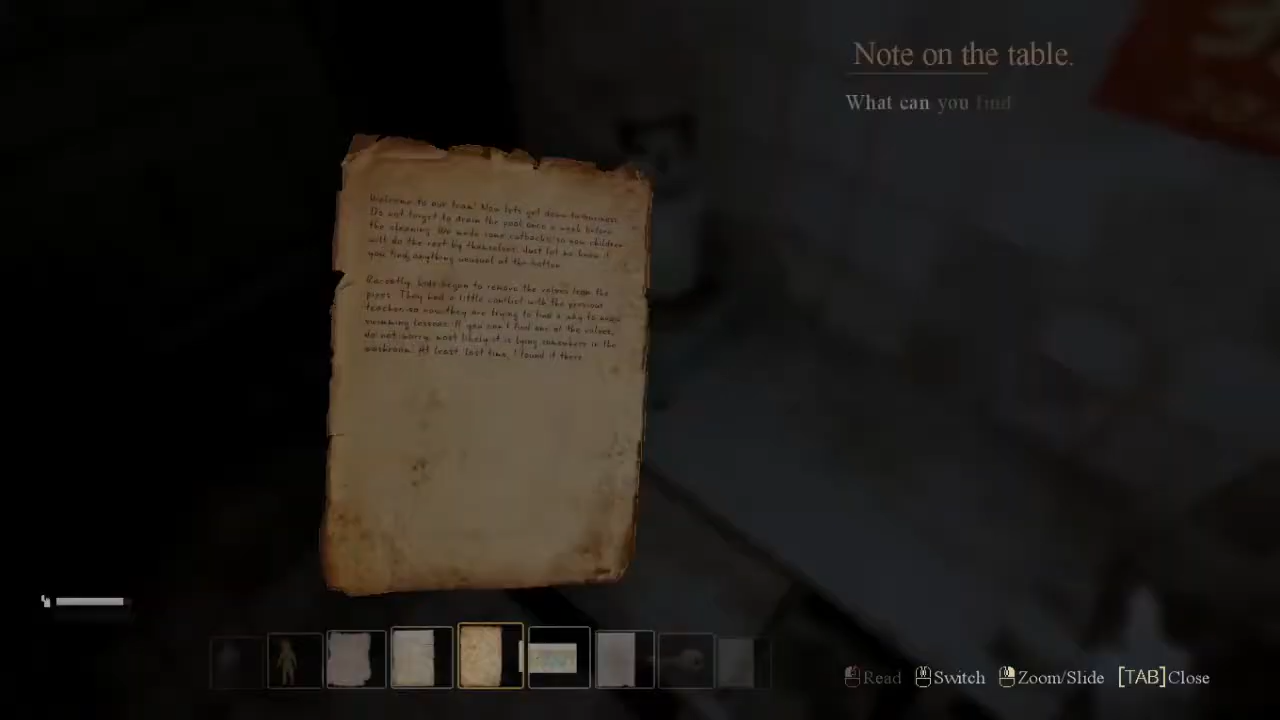 Note on the table.
What can you find
Welcome to our team! Now lets get down to business.
Do not forget to drain the pool once a week before
the cleaning. We made some cutbacks, so now children
will do the rest by themselves. Just let me know if
you find anything unusual at the bottom.
Recently, kids began to remove the valves from the
pipes. They had a little conflict with the previous
teacher, so now they are trying to find a way to avoid
swimming lessons. If you can't find one of the valves,
do not worry, most likely it is lying somewhere in the
washroom. At least last time, I found it there.
Read Switch Zoom/Slide [TAB]Close